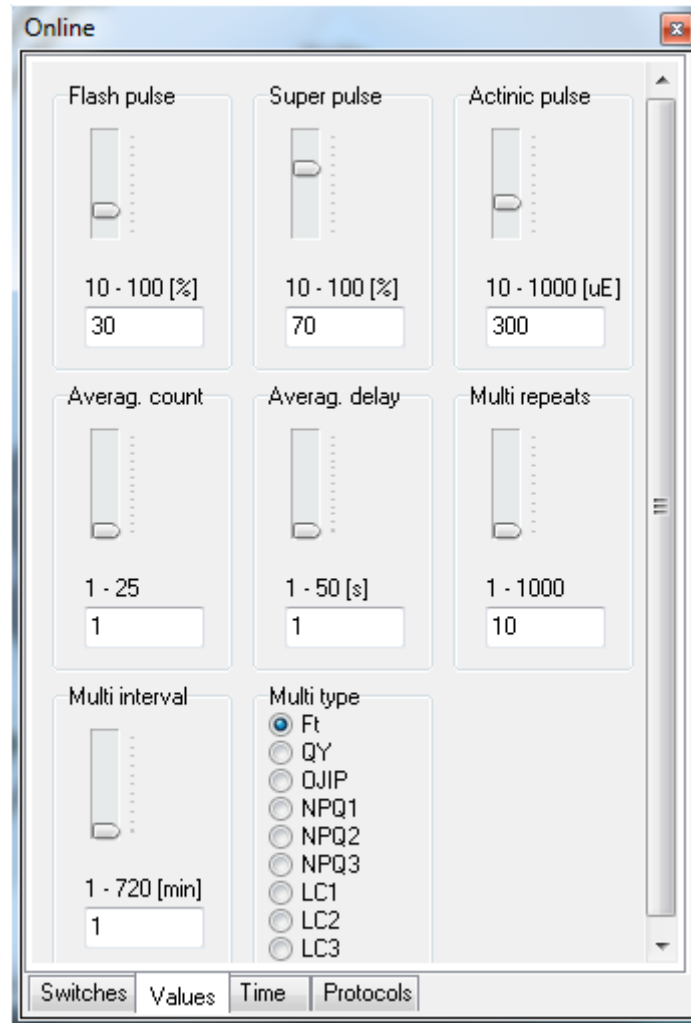 Online
Flash pulse Super pulse Actinic pulse
10 - 100 [%] 10 - 100 [%] 10 - 1000 [uE]
30 70 300
Averag. count Averag. delay Multi repeats
1 - 25 1 - 50 [s] 1 - 1000
1 1 10
Multi interval Multi type
Ft
QY
OJIP
NPQ1
NPQ2
NPQ3
1 - 720 [min] LC1
1 LC2
LC3
Switches Values Time Protocols